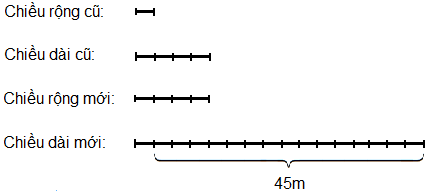 Chiều rộng cũ:
Chiều dài cũ:
Chiều rộng mới:
Chiều dài mới:
45m